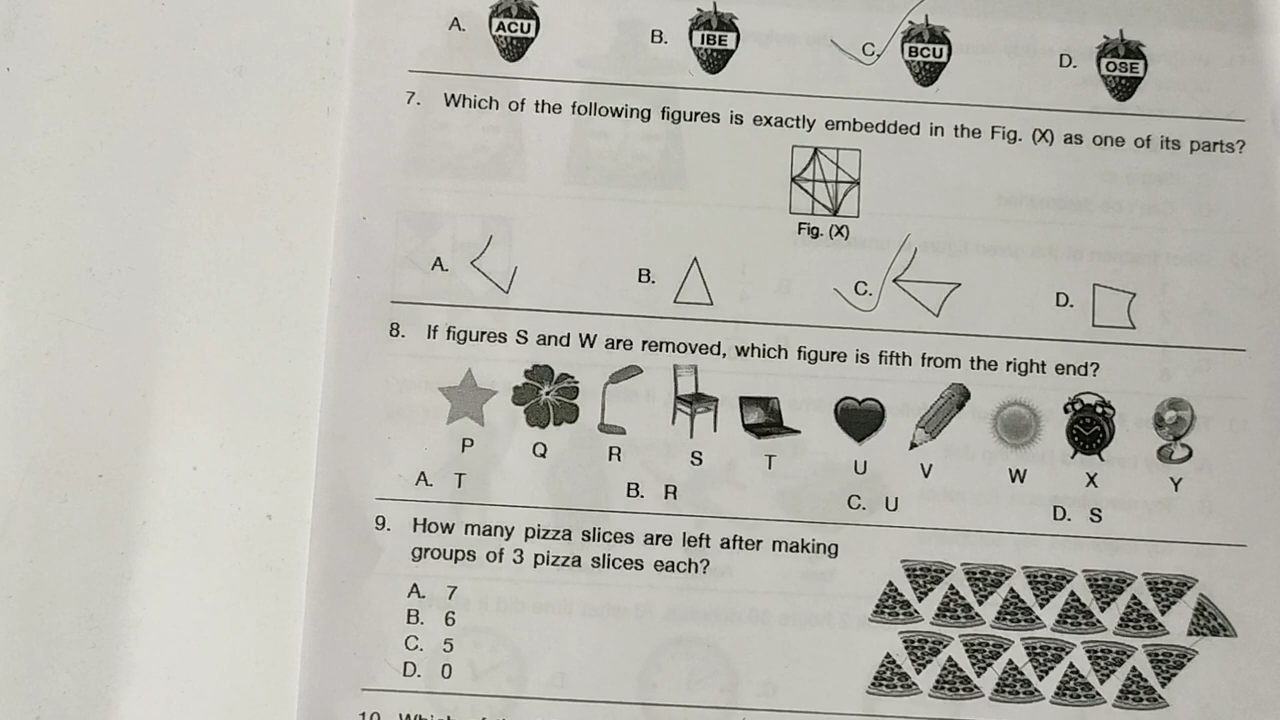 A. ACU B. IBE C. BCU D. OSE
7. Which of the following figures is exactly embedded in the Fig. (X) as one of its parts?
Fig. (X)
A. B. C. D.
8. If figures S and W are removed, which figure is fifth from the right end?
P Q R S T U V W X Y
A. T B. R C. U D. S
9. How many pizza slices are left after making
groups of 3 pizza slices each?
A. 7
B. 6
C. 5
D. 0